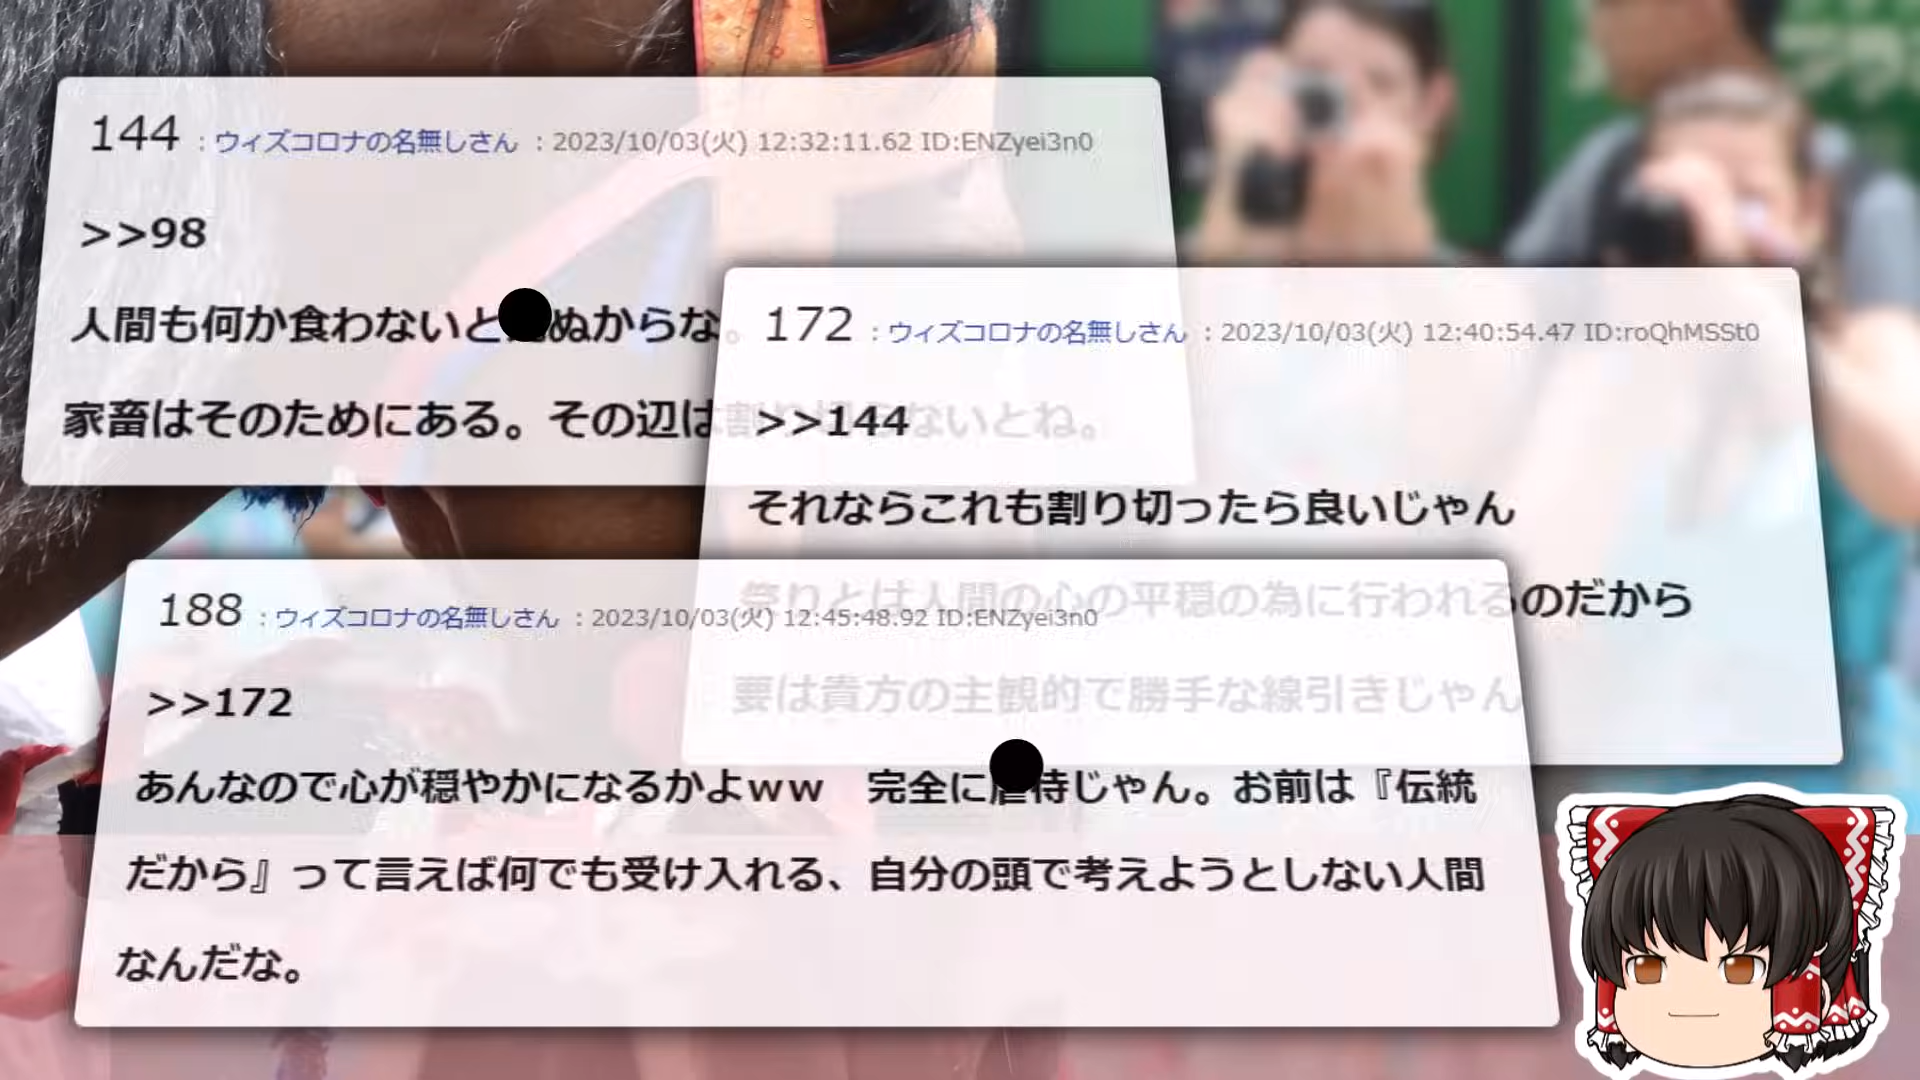 144 : ウィズコロナの名無しさん : 2023/10/03(火) 12:32:11.62 ID:ENZyei3n0
>>98
人間も何か食わないと ぬからな。
家畜はそのためにある。その辺は割り切らないとね。
172 : ウィズコロナの名無しさん : 2023/10/03(火) 12:40:54.47 ID:roQhMSSt0
>>144
それならこれも割り切ったら良いじゃん
祭りとは人間の心の平穏の為に行われるのだから
要は貴方の主観的で勝手な線引きじゃん
188 : ウィズコロナの名無しさん : 2023/10/03(火) 12:45:48.92 ID:ENZyei3n0
>>172
あんなので心が穏やかになるかよｗｗ　完全に 待じゃん。お前は『伝統
だから』って言えば何でも受け入れる、自分の頭で考えようとしない人間
なんだな。